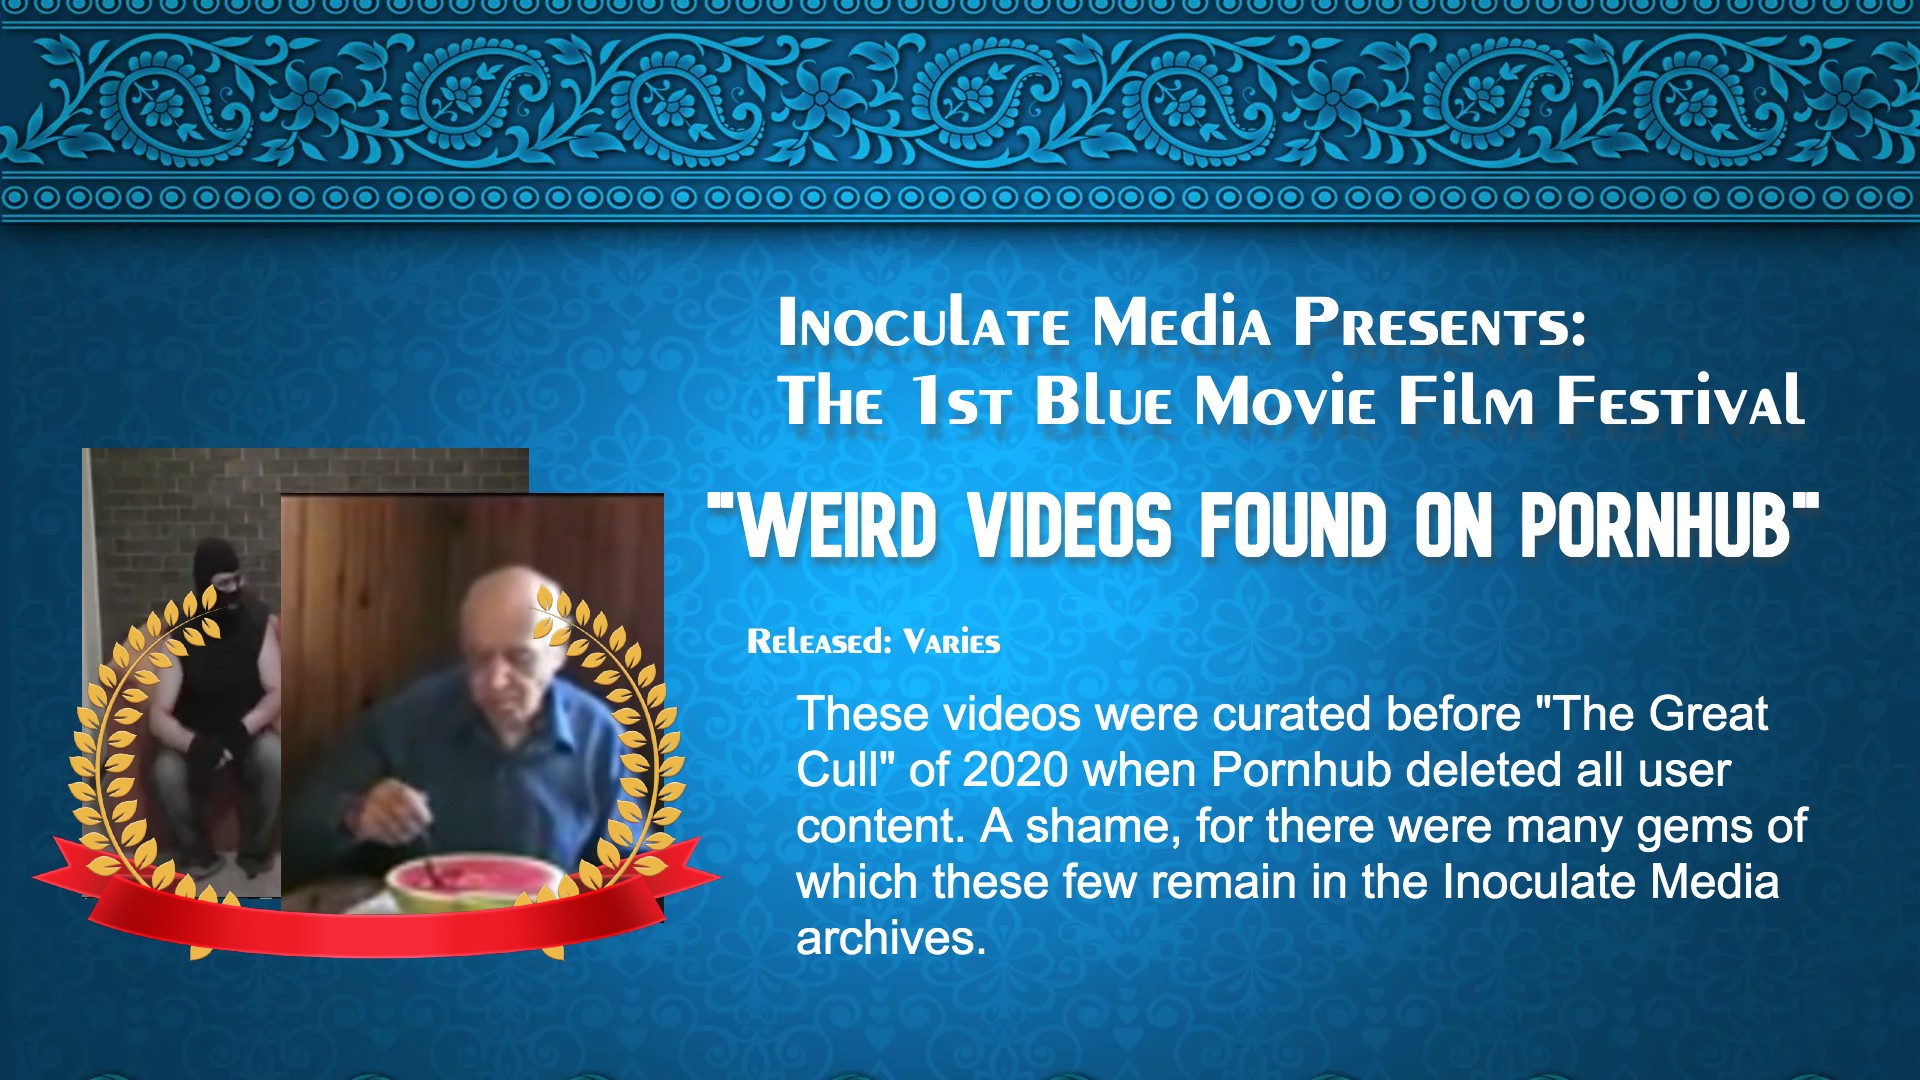 Inoculate Media Presents:
The 1st Blue Movie Film Festival
"WEIRD VIDEOS FOUND ON PORNHUB"
Released: Varies
These videos were curated before "The Great
Cull" of 2020 when Pornhub deleted all user
content. A shame, for there were many gems of
which these few remain in the Inoculate Media
archives.